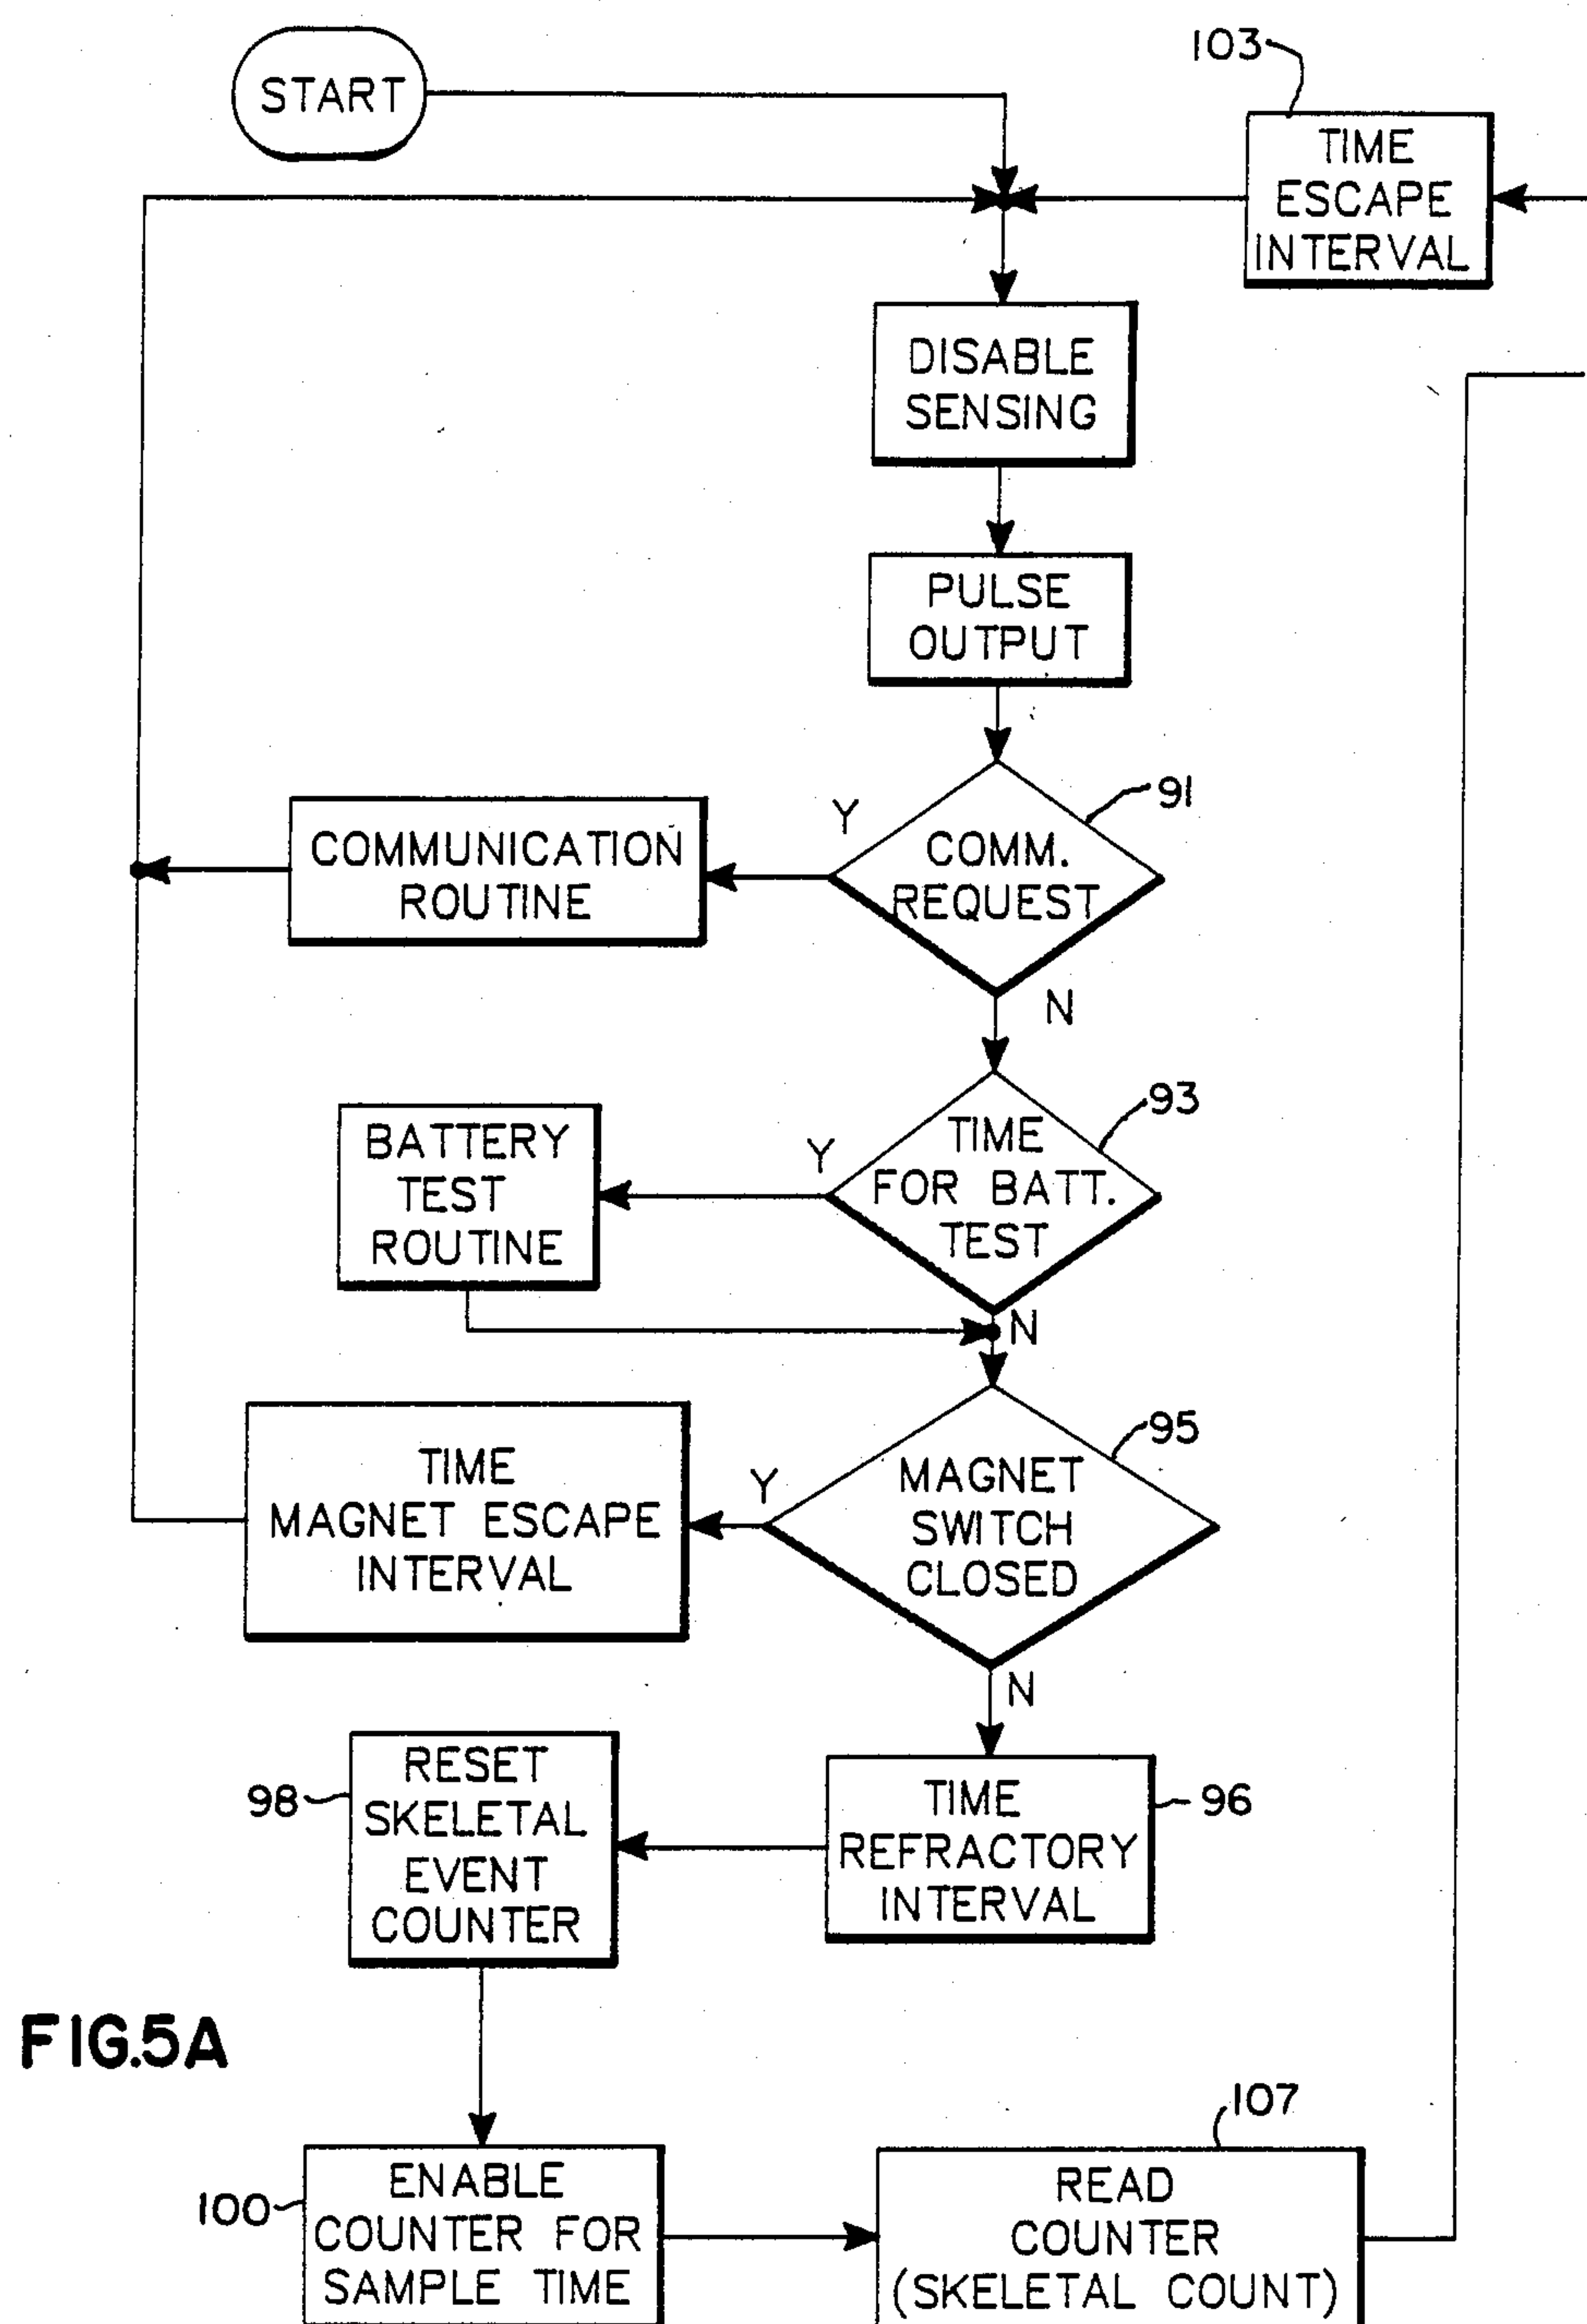 START
103
TIME
ESCAPE
INTERVAL
DISABLE
SENSING
PULSE
OUTPUT
91
Y
COMM.
REQUEST
COMMUNICATION
ROUTINE
N
93
TIME
FOR BATT.
TEST
Y
BATTERY
TEST
ROUTINE
N
95
MAGNET
SWITCH
CLOSED
Y
TIME
MAGNET ESCAPE
INTERVAL
N
96
TIME
REFRACTORY
INTERVAL
98
RESET
SKELETAL
EVENT
COUNTER
FIG.5A
100
ENABLE
COUNTER FOR
SAMPLE TIME
107
READ
COUNTER
(SKELETAL COUNT)